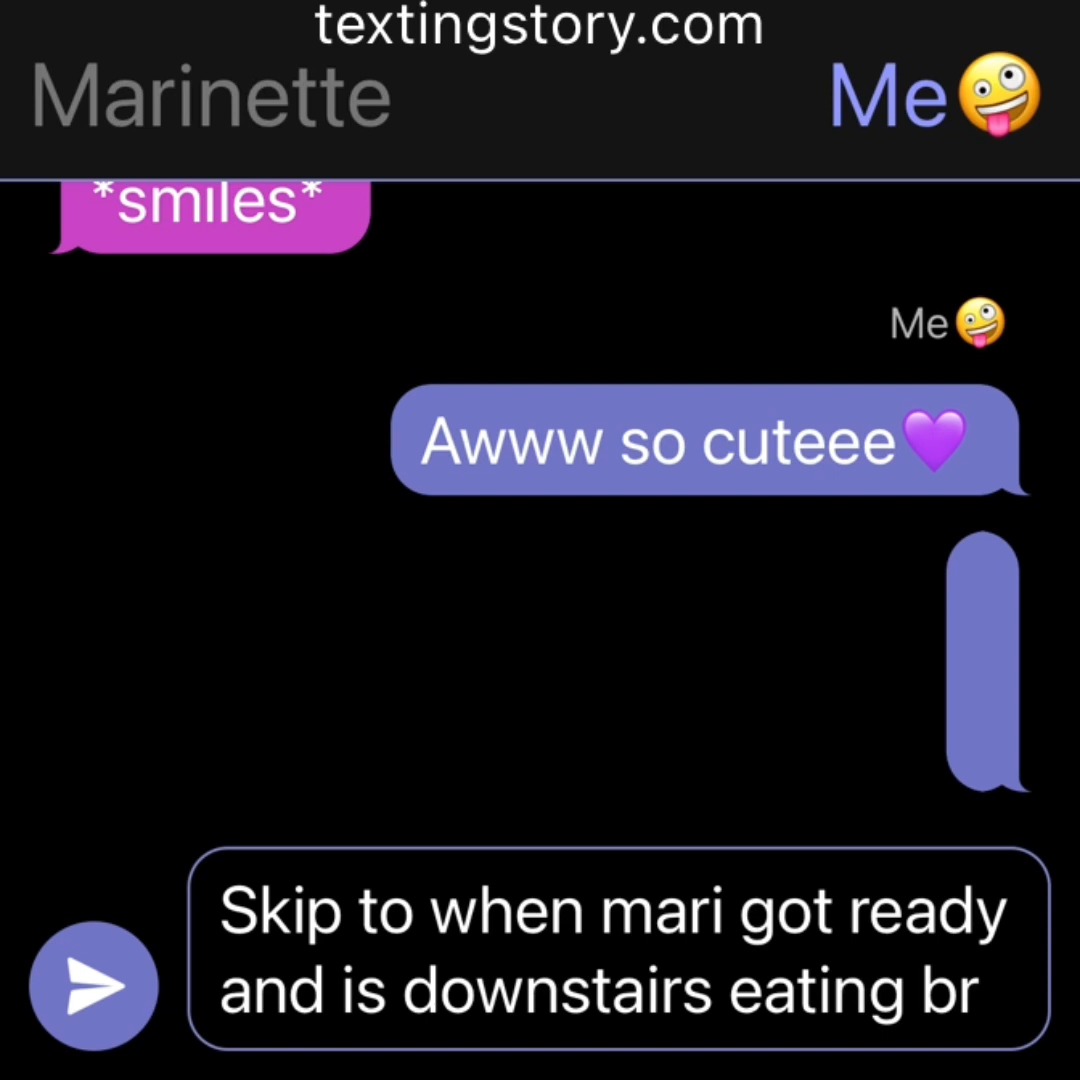 textingstory.com
Marinette Me🤪
*smiles*
Me🤪
Awww so cuteee💜
Skip to when mari got ready
and is downstairs eating br